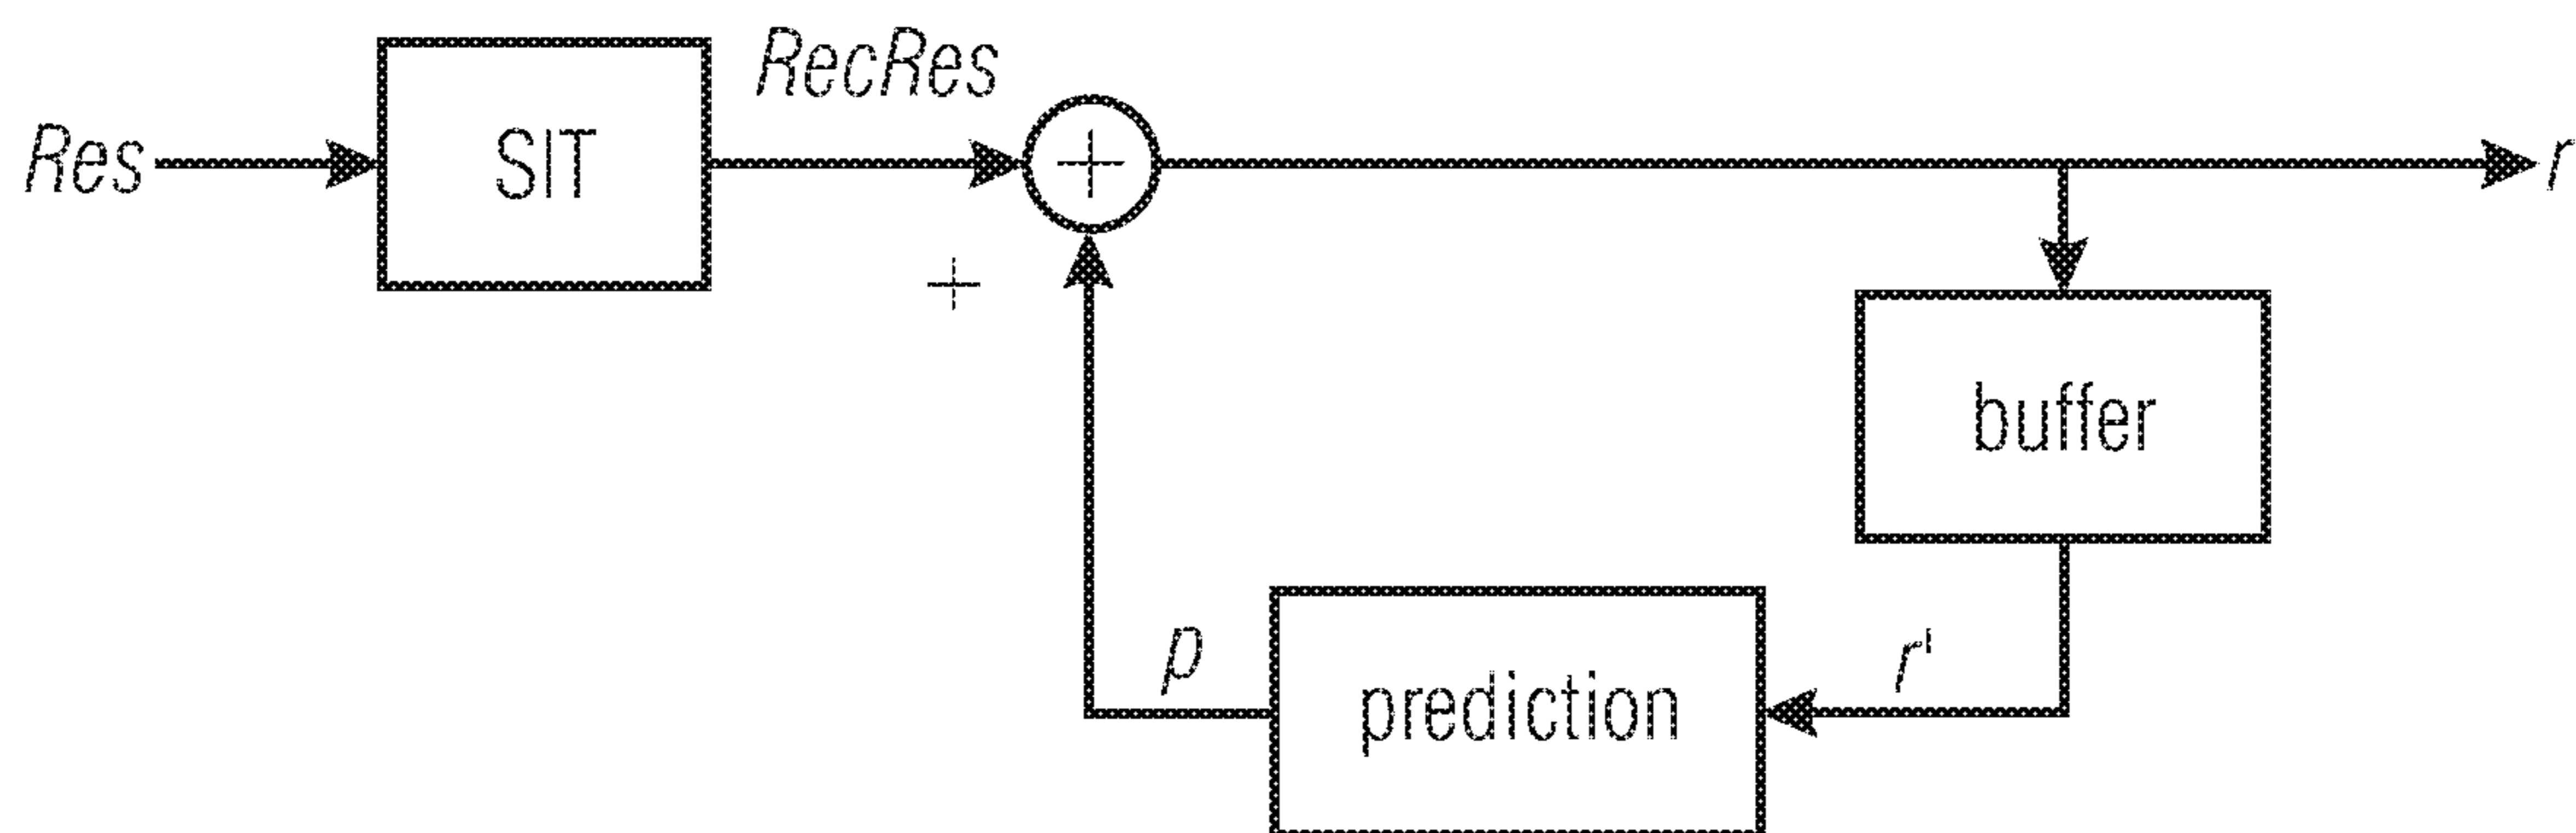 RecRes
Res
SIT
+
r
+
buffer
p
r'
prediction